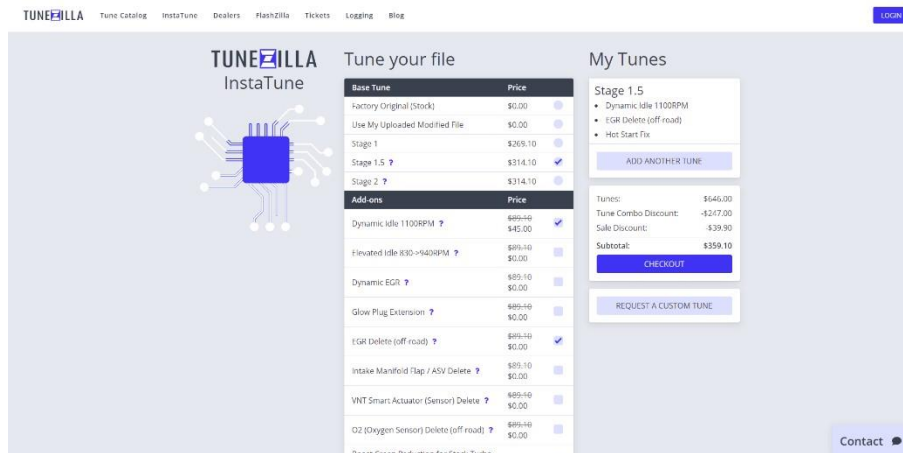 TUNEZILLA Tune Catalog InstaTune Dealers FlashZilla Tickets Logging Blog LOGIN
TUNEZILLA
InstaTune
Tune your file
Base Tune Price
Factory Original (Stock) $0.00
Use My Uploaded Modified File $0.00
Stage 1 $269.10
Stage 1.5 ? $314.10
Stage 2 ? $314.10
Add-ons Price
Dynamic Idle 1100RPM ? $89.10 $45.00
Elevated Idle 830->940RPM ? $89.10 $0.00
Dynamic EGR ? $89.10 $0.00
Glow Plug Extension ? $89.10 $0.00
EGR Delete (off-road) ? $89.10 $0.00
Intake Manifold Flap / ASV Delete ? $89.10 $0.00
VNT Smart Actuator (Sensor) Delete ? $89.10 $0.00
O2 (Oxygen Sensor) Delete (off-road) ? $89.10 $0.00
My Tunes
Stage 1.5
Dynamic Idle 1100RPM
EGR Delete (off-road)
Hot Start Fix
ADD ANOTHER TUNE
Tunes: $646.00
Tune Combo Discount: -$247.00
Sale Discount: -$39.90
Subtotal: $359.10
CHECKOUT
REQUEST A CUSTOM TUNE
Contact